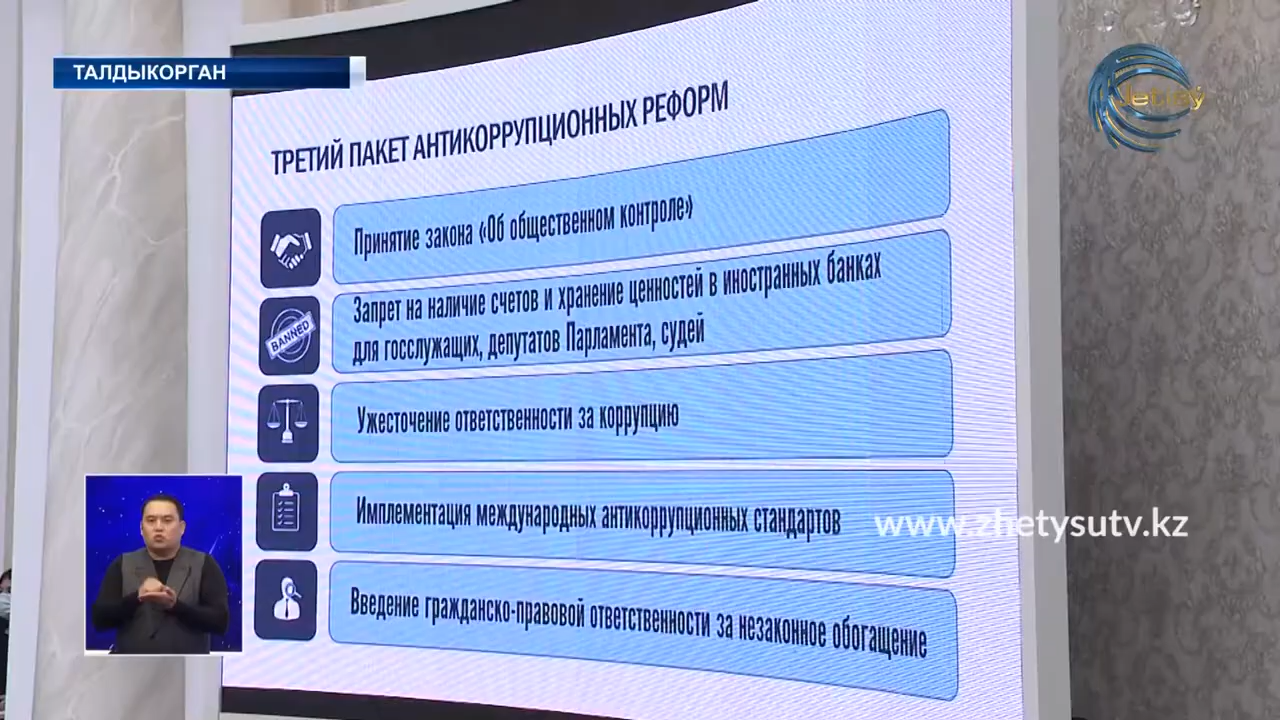 ТАЛДЫКОРГАН
Jetisý
ТРЕТИЙ ПАКЕТ АНТИКОРРУПЦИОННЫХ РЕФОРМ
Принятие закона «Об общественном контроле»
BANNED
Запрет на наличие счетов и хранение ценностей в иностранных банках
для госслужащих, депутатов Парламента, судей
Ужесточение ответственности за коррупцию
Имплементация международных антикоррупционных стандартов
www.zhetysutv.kz
Введение гражданско-правовой ответственности за незаконное обогащение